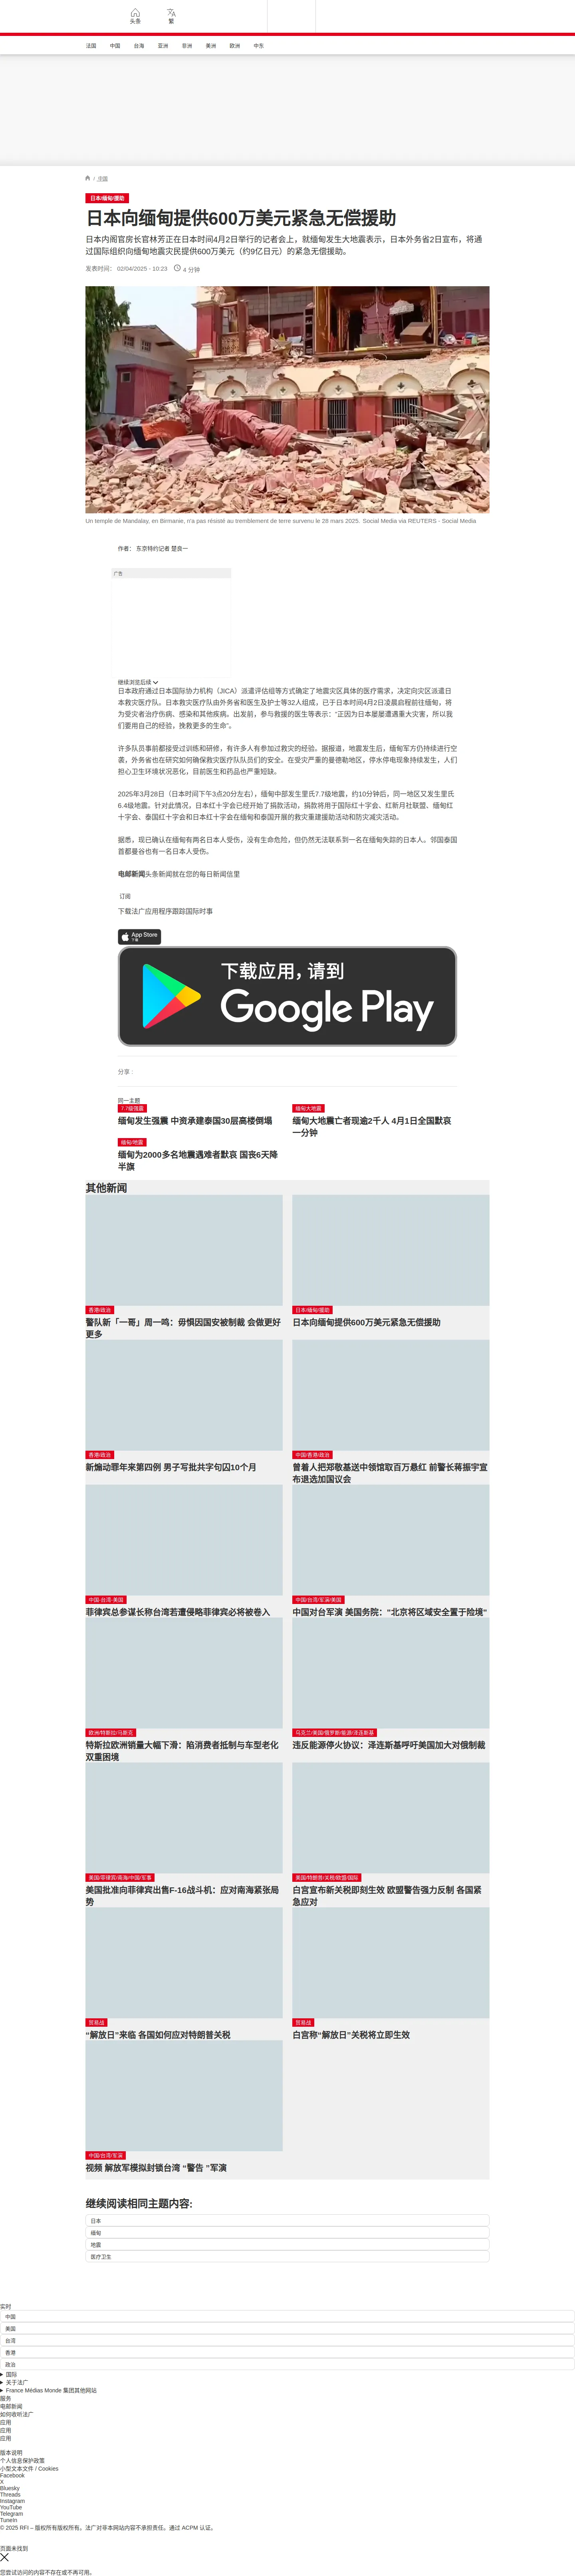 头条
繁
法国
中国
台海
亚洲
非洲
美洲
欧洲
中东
/ 中国
日本/缅甸/援助
日本向缅甸提供600万美元紧急无偿援助
日本内阁官房长官林芳正在日本时间4月2日举行的记者会上，就缅甸发生大地震表示，日本外务省2日宣布，将通
过国际组织向缅甸地震灾民提供600万美元（约9亿日元）的紧急无偿援助。
发表时间： 02/04/2025 - 10:23
4 分钟
Un temple de Mandalay, en Birmanie, n'a pas résisté au tremblement de terre survenu le 28 mars 2025. Social Media via REUTERS - Social Media
作者： 东京特约记者 楚良一
广告
继续浏览后续
日本政府通过日本国际协力机构（JICA）派遣评估组等方式确定了地震灾区具体的医疗需求，决定向灾区派遣日
本救灾医疗队。日本救灾医疗队由外务省和医生及护士等32人组成，已于日本时间4月2日凌晨启程前往缅甸，将
为受灾者治疗伤病、感染和其他疾病。出发前，参与救援的医生等表示：“正因为日本屡屡遭遇重大灾害，所以我
们要用自己的经验，挽救更多的生命”。
许多队员事前都接受过训练和研修，有许多人有参加过救灾的经验。据报道，地震发生后，缅甸军方仍持续进行空
袭，外务省也在研究如何确保救灾医疗队队员们的安全。在受灾严重的曼德勒地区，停水停电现象持续发生，人们
担心卫生环境状况恶化，目前医生和药品也严重短缺。
2025年3月28日（日本时间下午3点20分左右），缅甸中部发生里氏7.7级地震，约10分钟后，同一地区又发生里氏
6.4级地震。针对此情况，日本红十字会已经开始了捐款活动，捐款将用于国际红十字会、红新月社联盟、缅甸红
十字会、泰国红十字会和日本红十字会在缅甸和泰国开展的救灾重建援助活动和防灾减灾活动。
据悉，现已确认在缅甸有两名日本人受伤，没有生命危险，但仍然无法联系到一名在缅甸失踪的日本人。邻国泰国
首都曼谷也有一名日本人受伤。
电邮新闻头条新闻就在您的每日新闻信里
订阅
下载法广应用程序跟踪国际时事
App Store
下载
下载应用，请到
Google Play
分享 :
同一主题
7.7级强震
缅甸发生强震 中资承建泰国30层高楼倒塌
缅甸大地震
缅甸大地震亡者现逾2千人 4月1日全国默哀
一分钟
缅甸/地震
缅甸为2000多名地震遇难者默哀 国丧6天降
半旗
其他新闻
香港/政治
警队新「一哥」周一鸣：毋惧因国安被制裁 会做更好
更多
日本/缅甸/援助
日本向缅甸提供600万美元紧急无偿援助
香港/政治
新煽动罪年来第四例 男子写批共字句囚10个月
中国/香港/政治
曾着人把郑敬基送中领馆取百万悬红 前警长蒋振宇宣
布退选加国议会
中国-台湾-美国
菲律宾总参谋长称台湾若遭侵略菲律宾必将被卷入
中国/台湾/军演/美国
中国对台军演 美国务院："北京将区域安全置于险境"
欧洲/特斯拉/马斯克
特斯拉欧洲销量大幅下滑：陷消费者抵制与车型老化
双重困境
乌克兰/美国/俄罗斯/能源/泽连斯基
违反能源停火协议：泽连斯基呼吁美国加大对俄制裁
美国/菲律宾/南海/中国/军事
美国批准向菲律宾出售F-16战斗机：应对南海紧张局
势
美国/特朗普/关税/欧盟/国际
白宫宣布新关税即刻生效 欧盟警告强力反制 各国紧
急应对
贸易战
“解放日”来临 各国如何应对特朗普关税
贸易战
白宫称“解放日”关税将立即生效
中国/台湾/军演
视频 解放军模拟封锁台湾 “警告 ”军演
继续阅读相同主题内容:
日本
缅甸
地震
医疗卫生
实时
中国
美国
台湾
香港
政治
国际
关于法广
France Médias Monde 集团其他网站
服务
电邮新闻
如何收听法广
应用
应用
应用
版本说明
个人信息保护政策
小型文本文件 / Cookies
Facebook
X
Bluesky
Threads
Instagram
YouTube
Telegram
TuneIn
© 2025 RFI – 版权所有版权所有。法广对非本网站内容不承担责任。通过 ACPM 认证。
页面未找到
您尝试访问的内容不存在或不再可用。